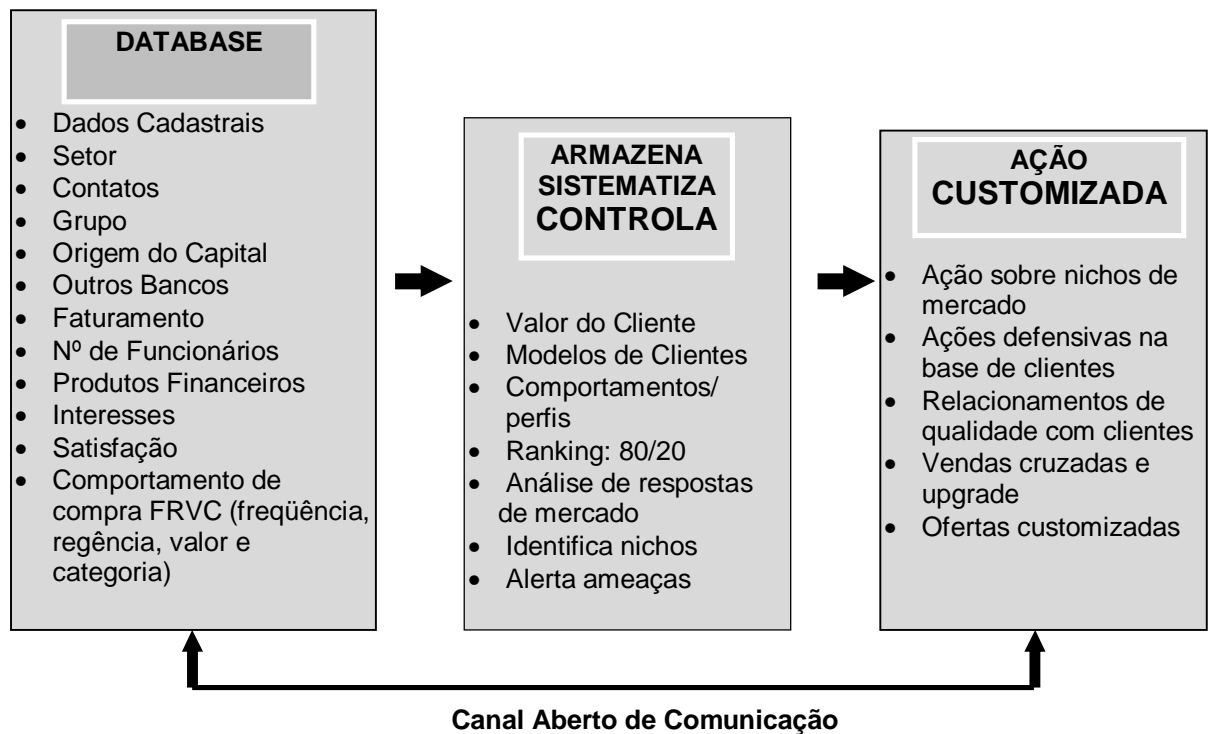 DATABASE
• Dados Cadastrais
• Setor
• Contatos
• Grupo
• Origem do Capital
• Outros Bancos
• Faturamento
• Nº de Funcionários
• Produtos Financeiros
• Interesses
• Satisfação
• Comportamento de
compra FRVC (freqüência,
regência, valor e
categoria)
ARMAZENA
SISTEMATIZA
CONTROLA
• Valor do Cliente
• Modelos de Clientes
• Comportamentos/
perfis
• Ranking: 80/20
• Análise de respostas
de mercado
• Identifica nichos
• Alerta ameaças
AÇÃO
CUSTOMIZADA
• Ação sobre nichos de
mercado
• Ações defensivas na
base de clientes
• Relacionamentos de
qualidade com clientes
• Vendas cruzadas e
upgrade
• Ofertas customizadas
Canal Aberto de Comunicação